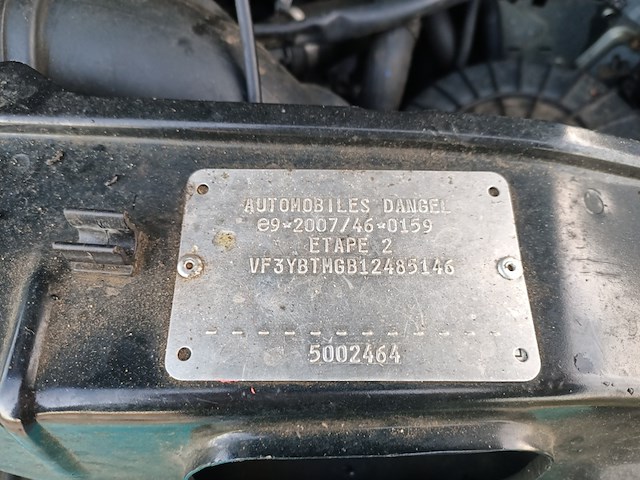 AUTOMOBILES DANGEL
e9*2007/46*0159
ETAPE 2
VF3YBTMGB12485146
5002464